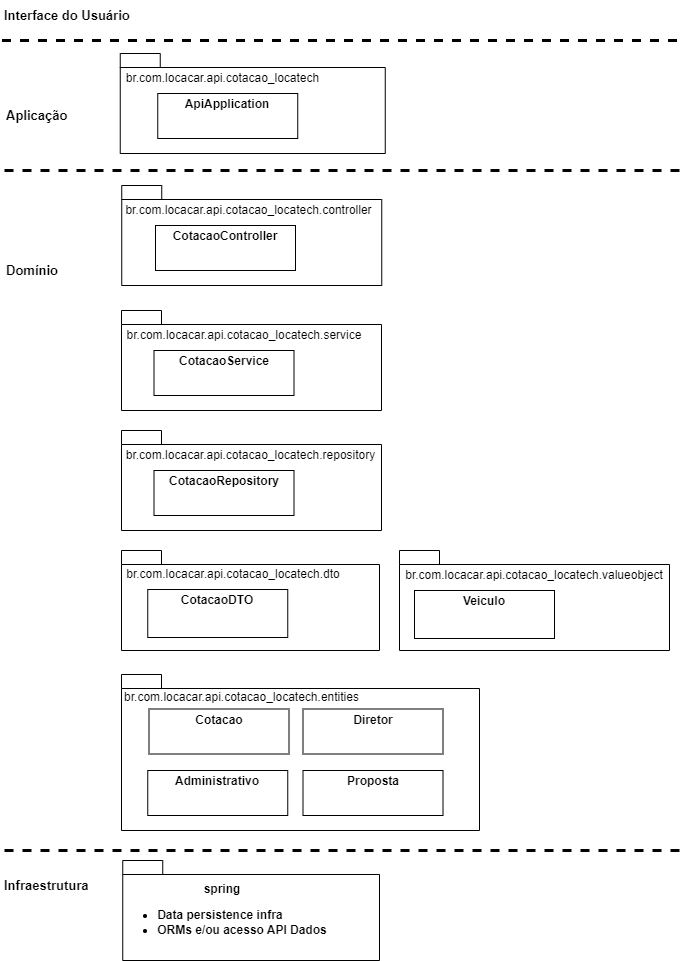 Interface do Usuário
br.com.locacar.api.cotacao_locatech
ApiApplication
Aplicação
br.com.locacar.api.cotacao_locatech.controller
CotacaoController
Domínio
br.com.locacar.api.cotacao_locatech.service
CotacaoService
br.com.locacar.api.cotacao_locatech.repository
CotacaoRepository
br.com.locacar.api.cotacao_locatech.dto
CotacaoDTO
br.com.locacar.api.cotacao_locatech.valueobject
Veiculo
br.com.locacar.api.cotacao_locatech.entities
Cotacao
Diretor
Administrativo
Proposta
Infraestrutura
spring
• Data persistence infra
• ORMs e/ou acesso API Dados